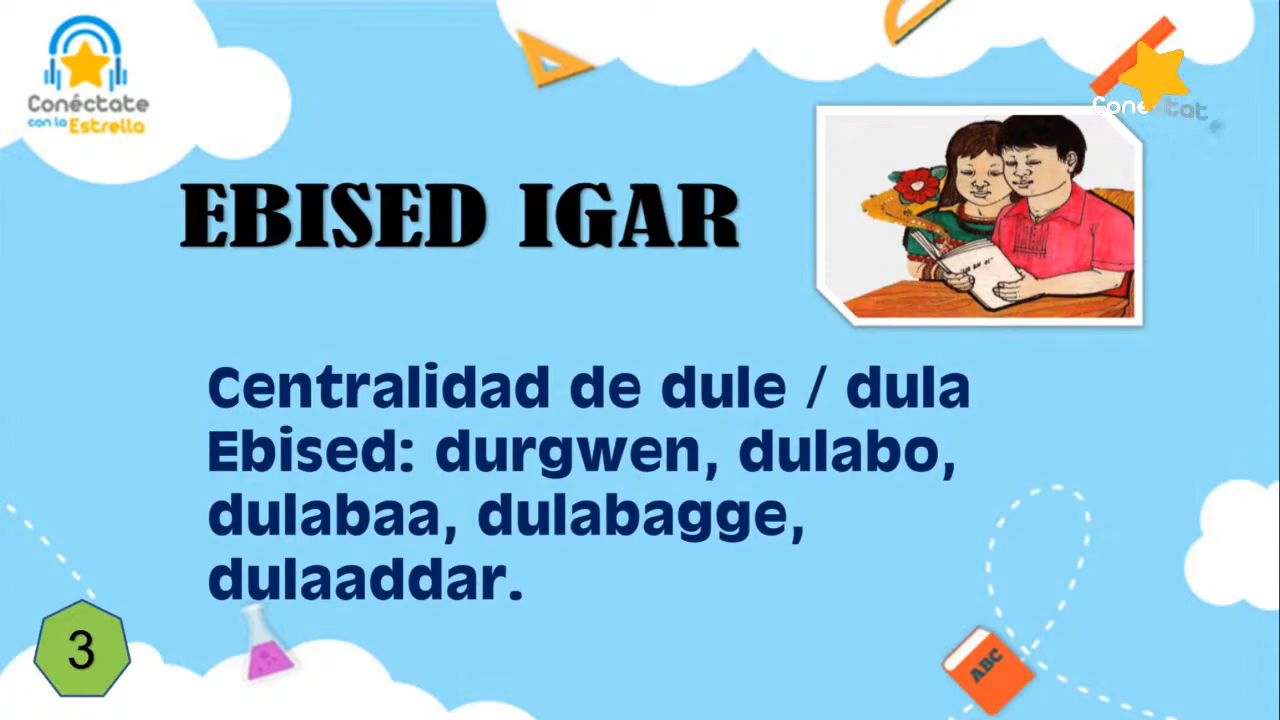 Conéctate
con la Estrella
EBISED IGAR
Centralidad de dule / dula
Ebised: durgwen, dulabo,
dulabaa, dulabagge,
dulaaddar.
3
ABC